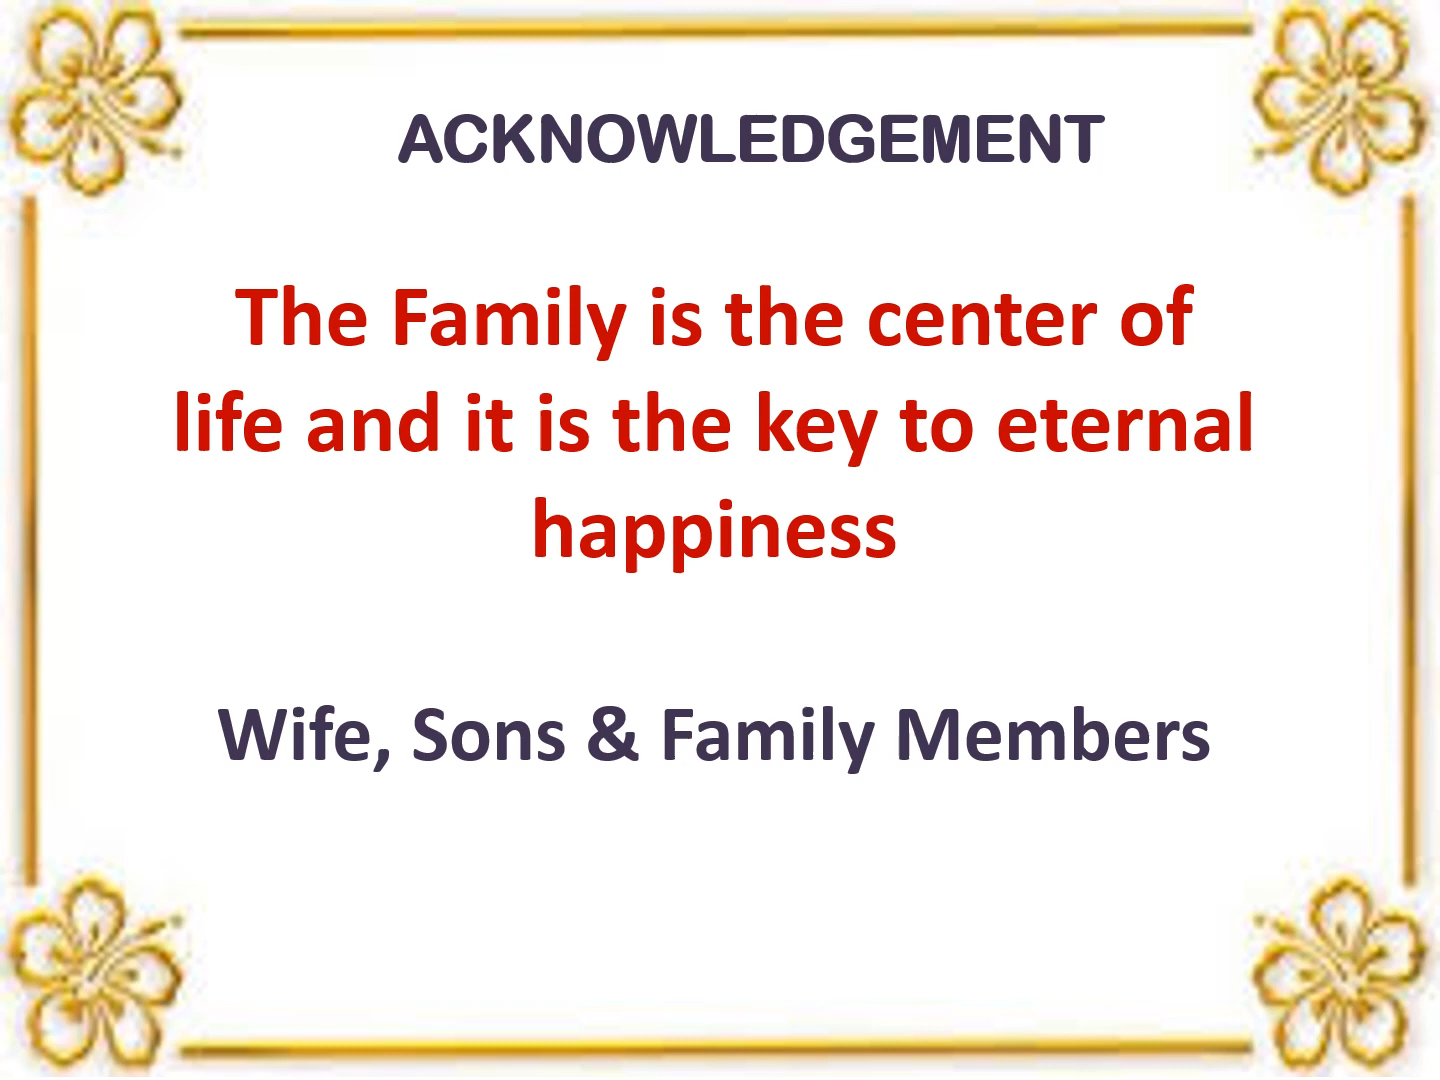 ACKNOWLEDGEMENT
The Family is the center of
life and it is the key to eternal
happiness
Wife, Sons & Family Members